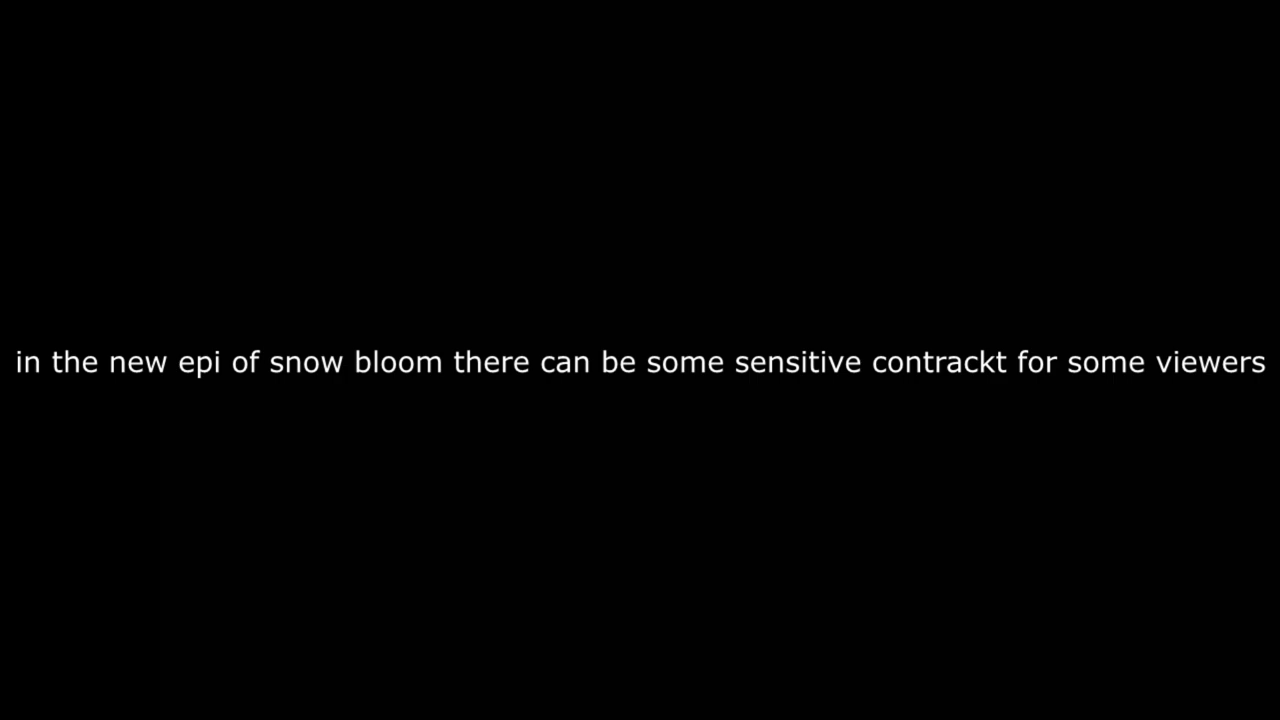 in the new epi of snow bloom there can be some sensitive contrackt for some viewers